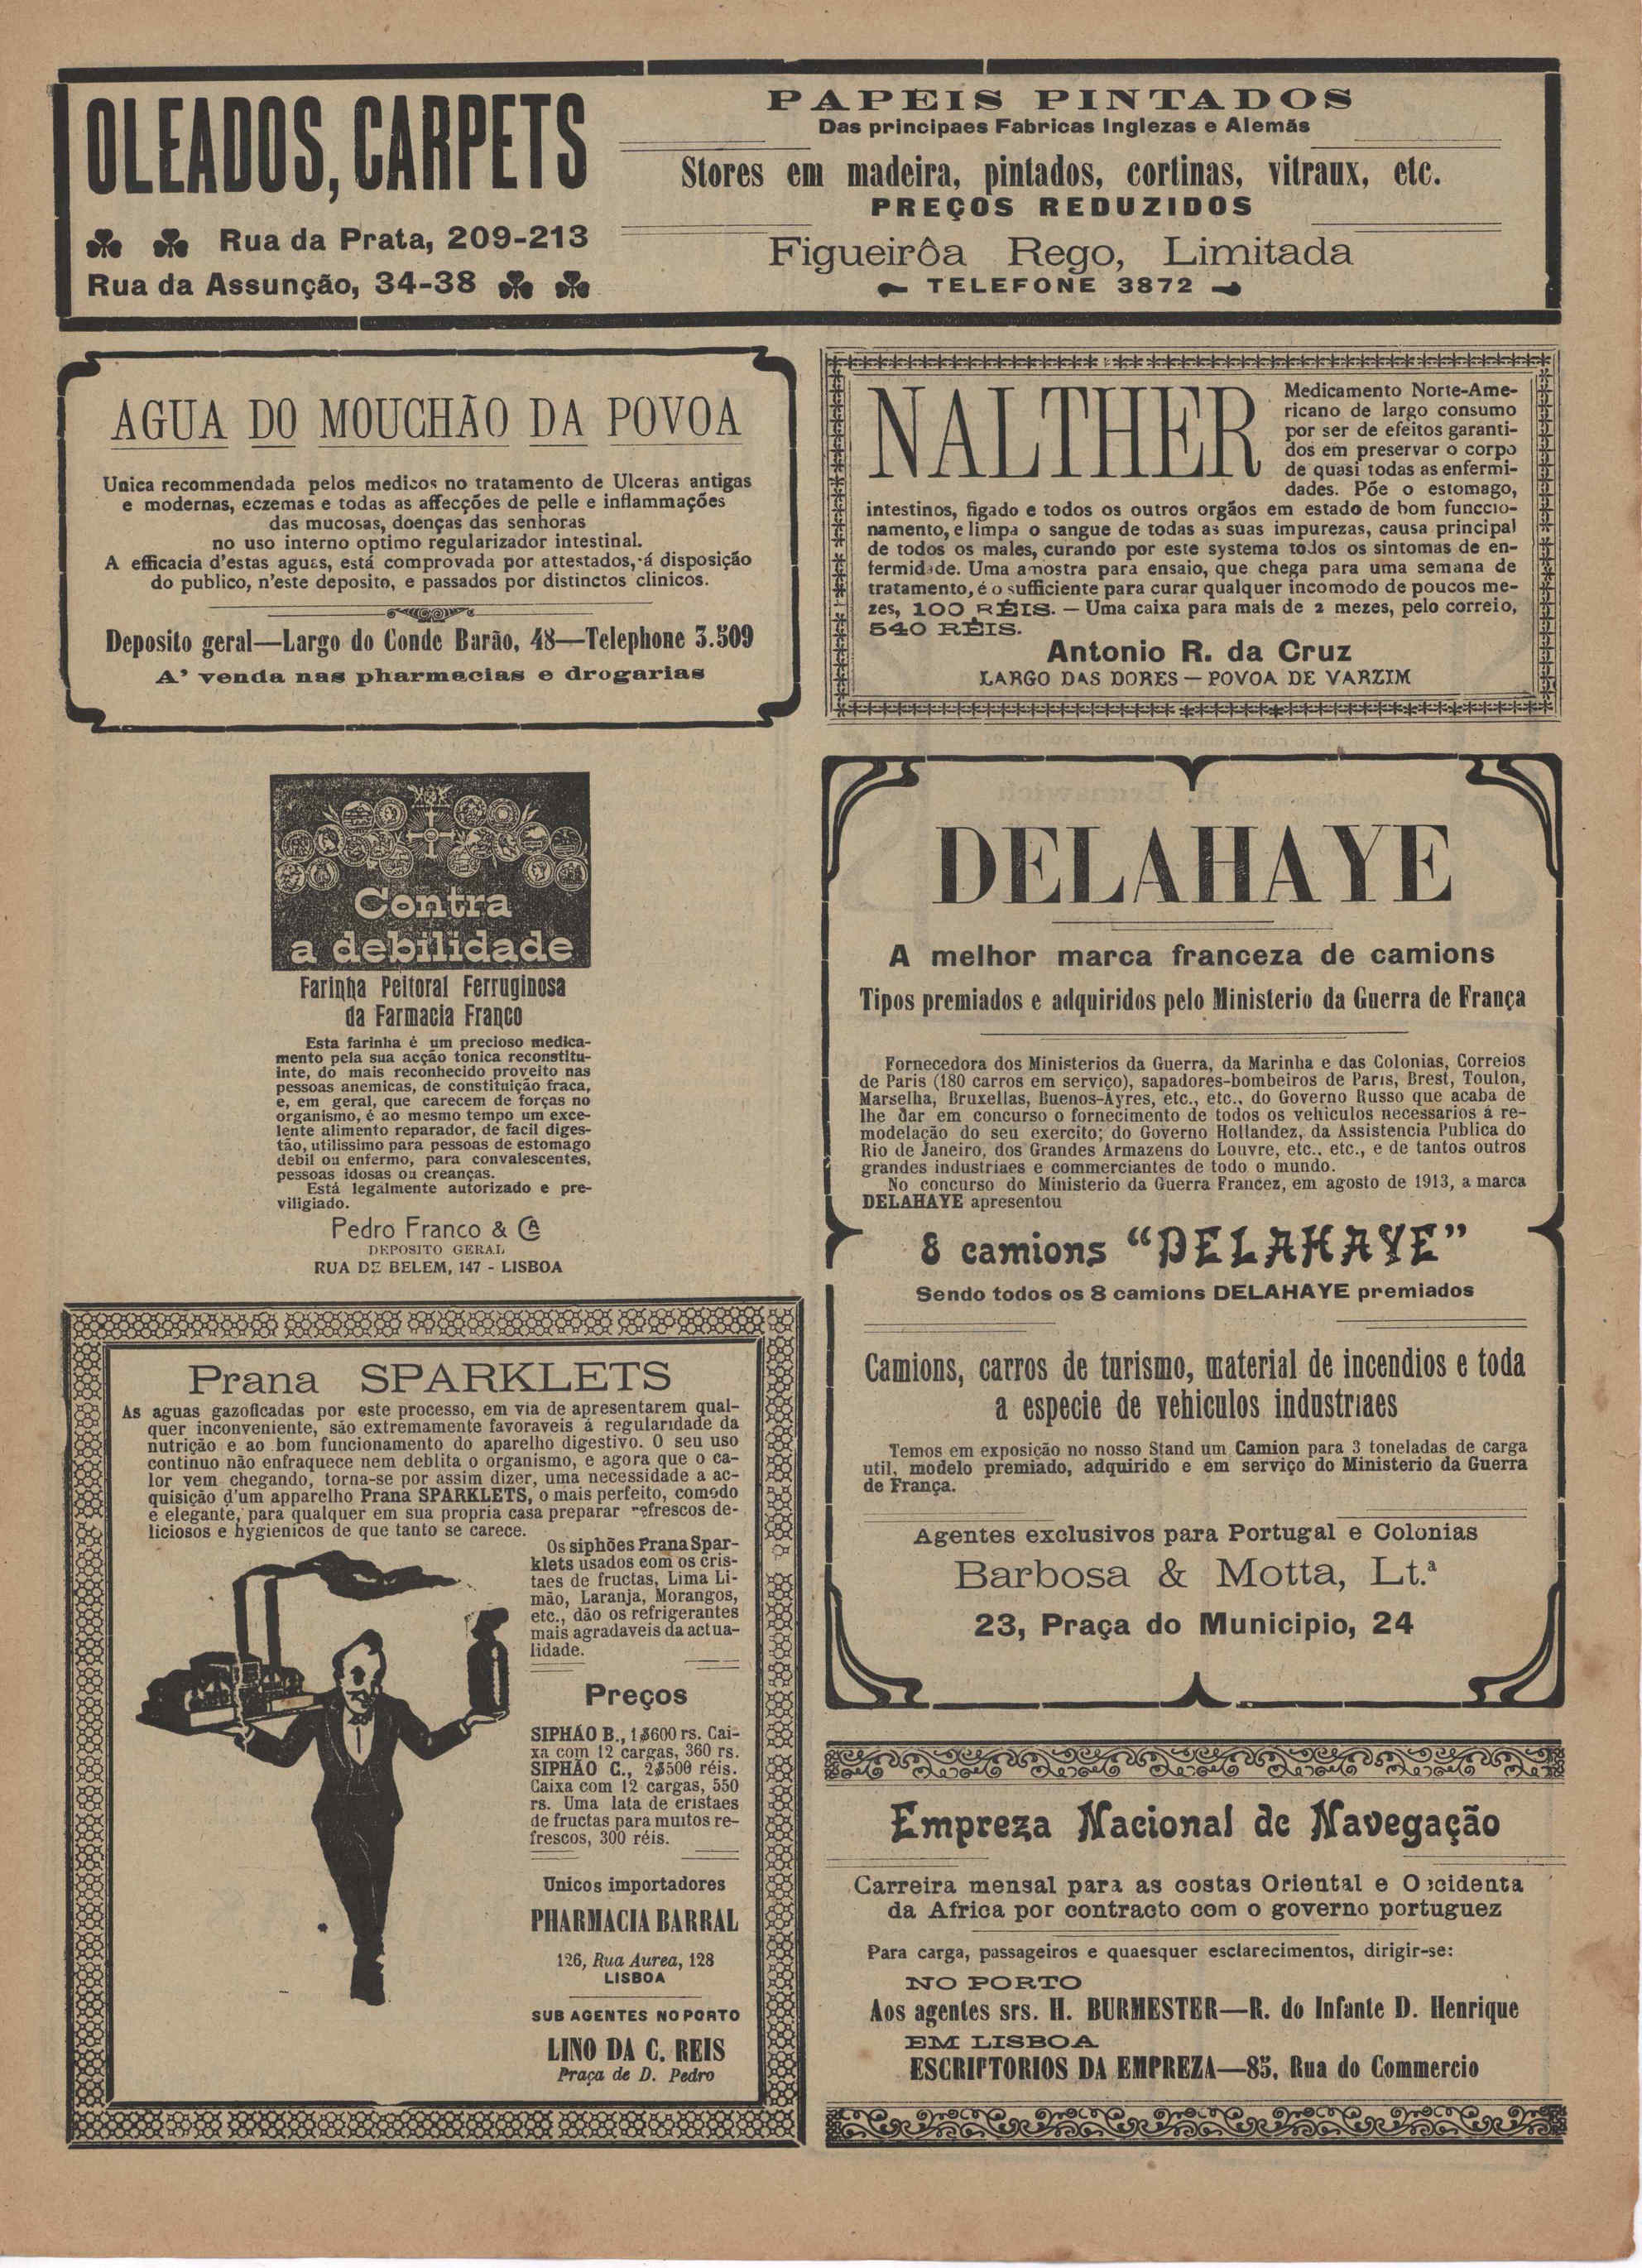 OLEADOS, CARPETS
Rua da Prata, 209-213
Rua da Assunção, 34-38
PAPEIS PINTADOS
Das principaes Fabricas Inglezas e Alemãs
Stores em madeira, pintados, cortinas, vitraux, etc.
PREÇOS REDUZIDOS
Figueirôa Rego, Limitada
TELEFONE 3872
AGUA DO MOUCHÃO DA POVOA
Unica recommendada pelos medicos no tratamento de Ulceras antigas
e modernas, eczemas e todas as affecções de pelle e inflammações
das mucosas, doenças das senhoras
no uso interno optimo regularizador intestinal.
A efficacia d'estas aguas, está comprovada por attestados, á disposição
do publico, n'este deposito, e passados por distinctos clinicos.
Deposito geral—Largo do Conde Barão, 48—Telephone 3.509
A' venda nas pharmacias e drogarias
NALTHER
Medicamento Norte-Ame-
ricano de largo consumo
por ser de efeitos garanti-
dos em preservar o corpo
de quasi todas as enfermi-
dades. Põe o estomago,
intestinos, figado e todos os outros orgãos em estado de bom funccio-
namento, e limpa o sangue de todas as suas impurezas, causa principal
de todos os males, curando por este systema todos os sintomas de en-
fermidade. Uma amostra para ensaio, que chega para uma semana de
tratamento, é o sufficiente para curar qualquer incomodo de poucos me-
zes, 100 RÉIS. — Uma caixa para mais de 2 mezes, pelo correio,
540 RÉIS.
Antonio R. da Cruz
LARGO DAS DORES — POVOA DE VARZIM
Contra
a debilidade
Farinha Peitoral Ferruginosa
da Farmacia Franco
Esta farinha é um precioso medica-
mento pela sua acção tonica reconstitu-
inte, do mais reconhecido proveito nas
pessoas anemicas, de constituição fraca,
e, em geral, que carecem de forças no
organismo, é ao mesmo tempo um exce-
lente alimento reparador, de facil diges-
tão, utilissimo para pessoas de estomago
debil ou enfermo, para convalescentes,
pessoas idosas ou creanças.
Está legalmente autorizado e pre-
viligiado.
Pedro Franco & CA
DEPOSITO GERAL
RUA DE BELEM, 147 - LISBOA
DELAHAYE
A melhor marca franceza de camions
Tipos premiados e adquiridos pelo Ministerio da Guerra de França
Fornecedora dos Ministerios da Guerra, da Marinha e das Colonias, Correios
de Paris (180 carros em serviço), sapadores-bombeiros de Paris, Brest, Toulon,
Marselha, Bruxellas, Buenos-Ayres, etc., etc., do Governo Russo que acaba de
lhe dar em concurso o fornecimento de todos os vehiculos necessarios á re-
modelação do seu exercito; do Governo Hollandez, da Assistencia Publica do
Rio de Janeiro, dos Grandes Armazens do Louvre, etc., etc., e de tantos outros
grandes industriaes e commerciantes de todo o mundo.
No concurso do Ministerio da Guerra Francez, em agosto de 1913, a marca
DELAHAYE apresentou
8 camions "DELAHAYE"
Sendo todos os 8 camions DELAHAYE premiados
Camions, carros de turismo, material de incendios e toda
a especie de vehiculos industriaes
Temos em exposição no nosso Stand um Camion para 3 toneladas de carga
util, modelo premiado, adquirido e em serviço do Ministerio da Guerra
de França.
Agentes exclusivos para Portugal e Colonias
Barbosa & Motta, Lt.ª
23, Praça do Municipio, 24
Prana SPARKLETS
As aguas gazoficadas por este processo, em via de apresentarem qual-
quer inconveniente, são extremamente favoraveis á regularidade da
nutrição e ao bom funcionamento do aparelho digestivo. O seu uso
continuo não enfraquece nem deblita o organismo, e agora que o ca-
lor vem chegando, torna-se por assim dizer, uma necessidade a ac-
quisição d'um apparelho Prana SPARKLETS, o mais perfeito, comodo
e elegante, para qualquer em sua propria casa preparar refrescos de-
liciosos e hygienicos de que tanto se carece.
Os siphões Prana Spar-
klets usados com os cris-
taes de fructas, Lima Li-
mão, Laranja, Morangos,
etc., dão os refrigerantes
mais agradaveis da actua-
lidade.
Preços
SIPHÃO B., 1$600 rs. Cai-
xa com 12 cargas, 360 rs.
SIPHÃO C., 2$500 réis.
Caixa com 12 cargas, 550
rs. Uma lata de cristaes
de fructas para muitos re-
frescos, 300 réis.
Unicos importadores
PHARMACIA BARRAL
126, Rua Aurea, 128
LISBOA
SUB AGENTES NO PORTO
LINO DA C. REIS
Praça de D. Pedro
Empreza Nacional de Navegação
Carreira mensal para as costas Oriental e Occidenta
da Africa por contracto com o governo portuguez
Para carga, passageiros e quaesquer esclarecimentos, dirigir-se:
NO PORTO
Aos agentes srs. H. BURMESTER—R. do Infante D. Henrique
EM LISBOA
ESCRIPTORIOS DA EMPREZA—85, Rua do Commercio